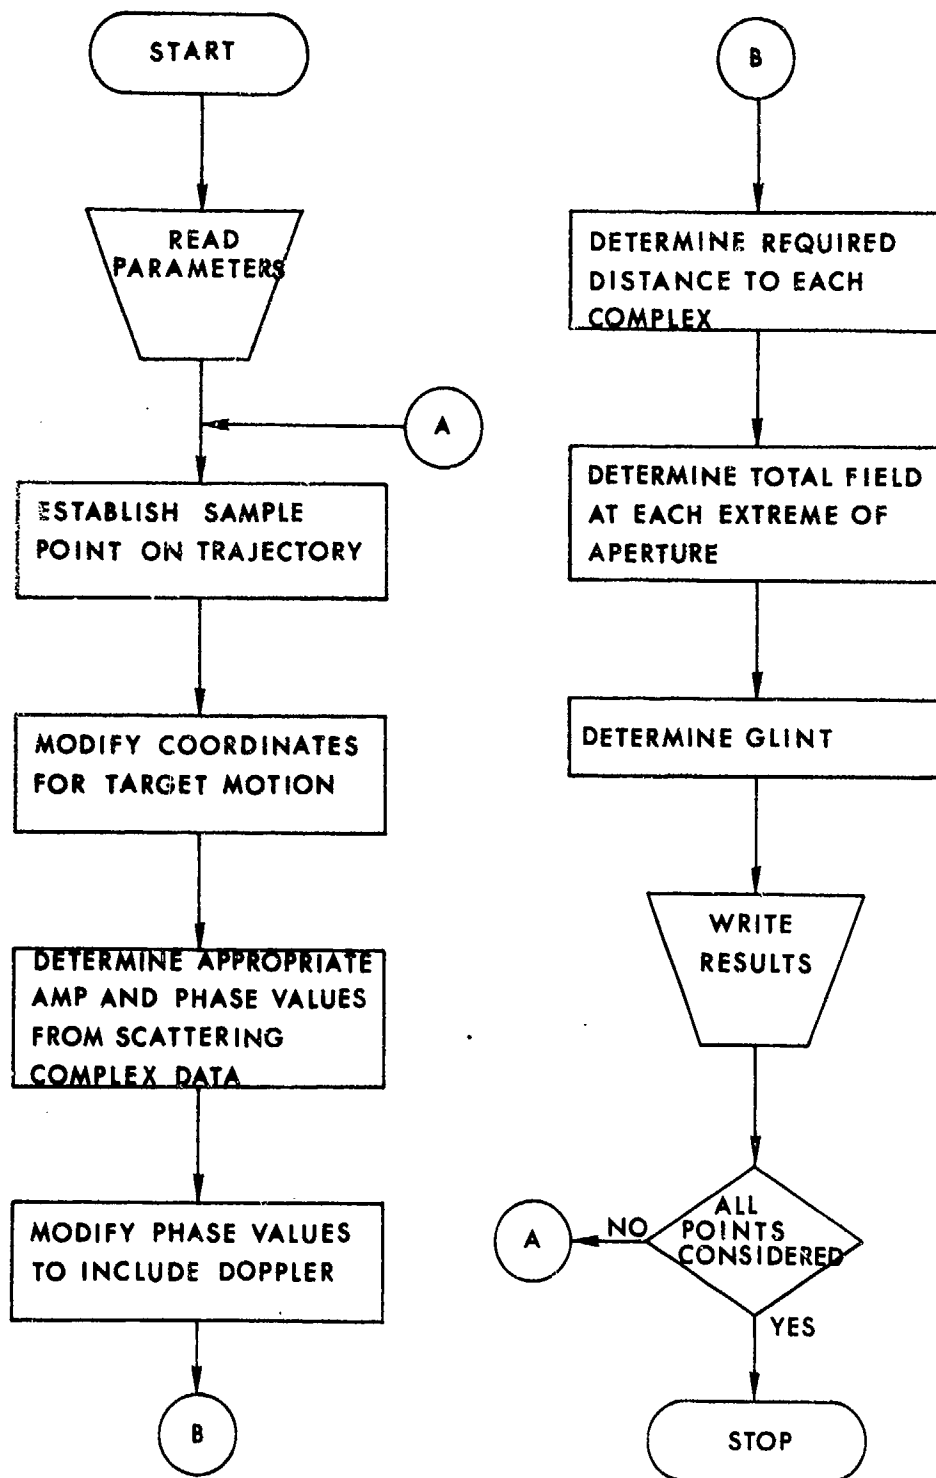 START
READ
PARAMETERS
A
ESTABLISH SAMPLE
POINT ON TRAJECTORY
MODIFY COORDINATES
FOR TARGET MOTION
DETERMINE APPROPRIATE
AMP AND PHASE VALUES
FROM SCATTERING
COMPLEX DATA
MODIFY PHASE VALUES
TO INCLUDE DOPPLER
B
B
DETERMINE REQUIRED
DISTANCE TO EACH
COMPLEX
DETERMINE TOTAL FIELD
AT EACH EXTREME OF
APERTURE
DETERMINE GLINT
WRITE
RESULTS
ALL
POINTS
CONSIDERED
NO
A
YES
STOP